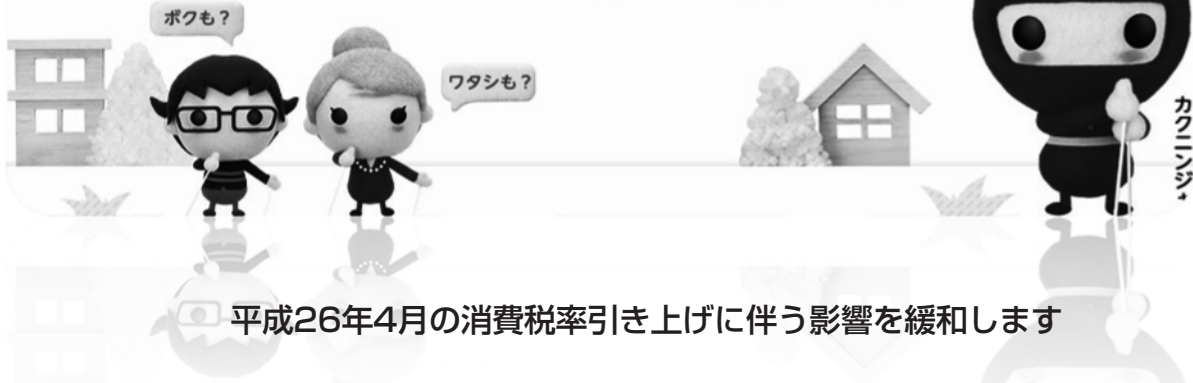 ボクも？
ワタシも？
カクニンジャ
平成26年4月の消費税率引き上げに伴う影響を緩和します